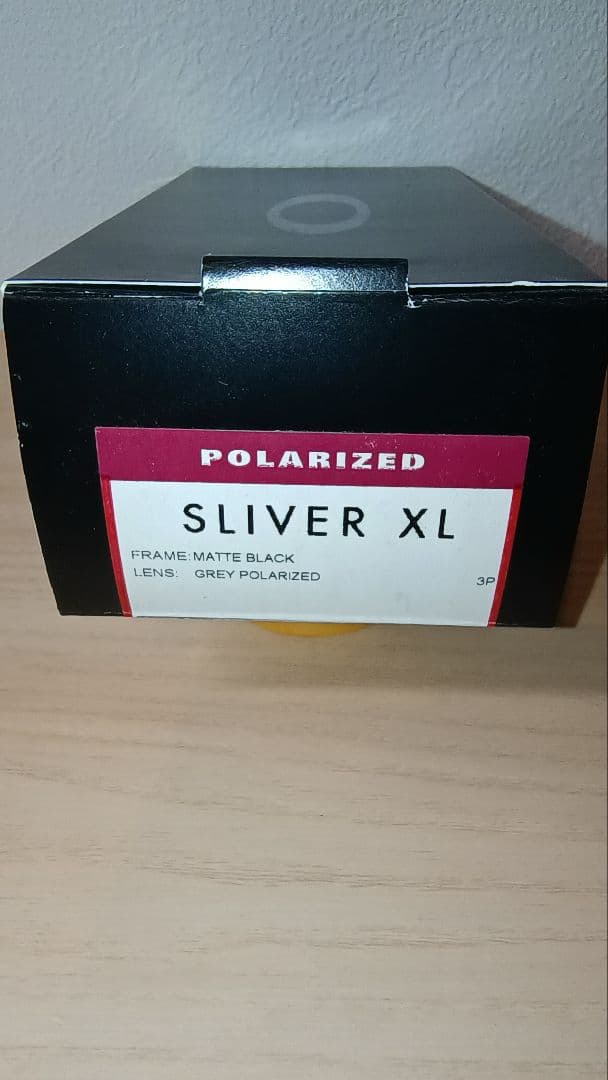 POLARIZED
SLIVER XL
FRAME: MATTE BLACK
LENS: GREY POLARIZED
3P